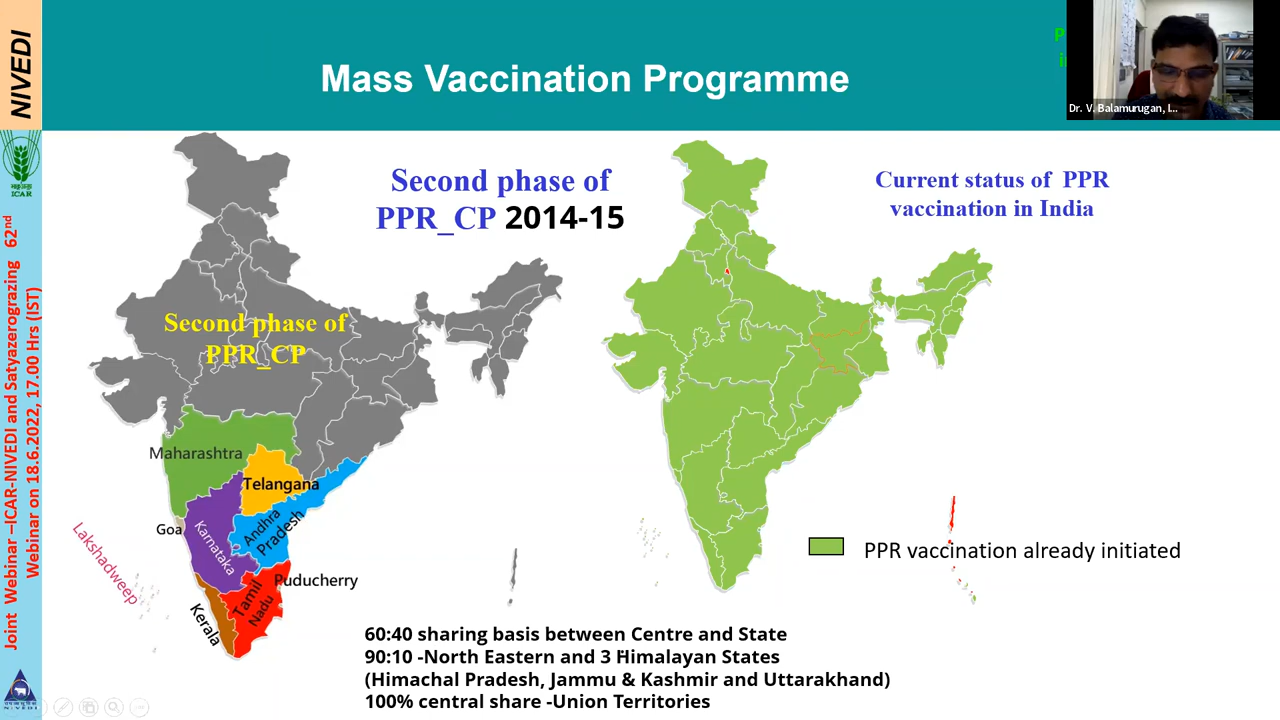 NIVEDI
ICAR
Joint Webinar –ICAR-NIVEDI and Satyazerograzing 62nd
Webinar on 18.6.2022, 17.00 Hrs (IST)
NIVEDI
Mass Vaccination Programme
P
i
Dr. V. Balamurugan, I...
Second phase of
PPR_CP 2014-15
Current status of PPR
vaccination in India
Second phase of
PPR_CP
Maharashtra
Telangana
Goa
Karnataka
Andhra
Pradesh
Lakshadweep
Puducherry
Kerala
Tamil
Nadu
PPR vaccination already initiated
60:40 sharing basis between Centre and State
90:10 -North Eastern and 3 Himalayan States
(Himachal Pradesh, Jammu & Kashmir and Uttarakhand)
100% central share -Union Territories